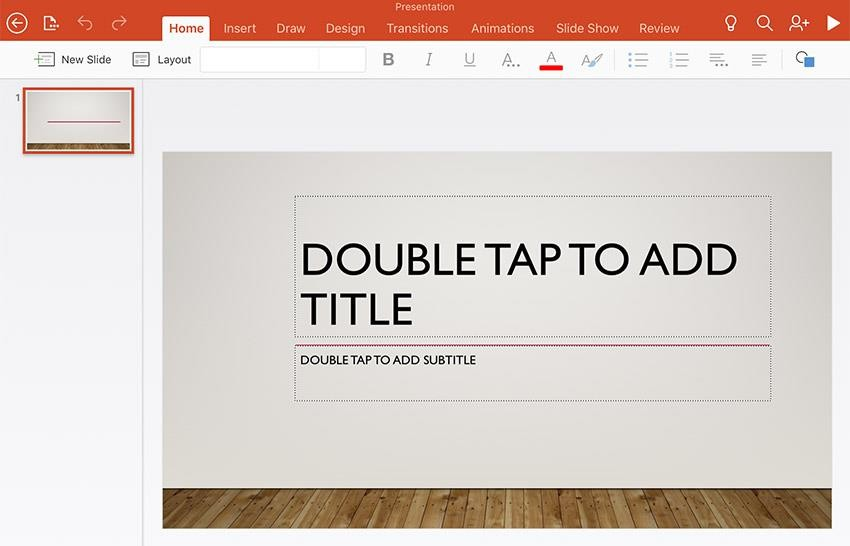 Presentation
Home Insert Draw Design Transitions Animations Slide Show Review
New Slide Layout B I U A... A A
1
DOUBLE TAP TO ADD
TITLE
DOUBLE TAP TO ADD SUBTITLE